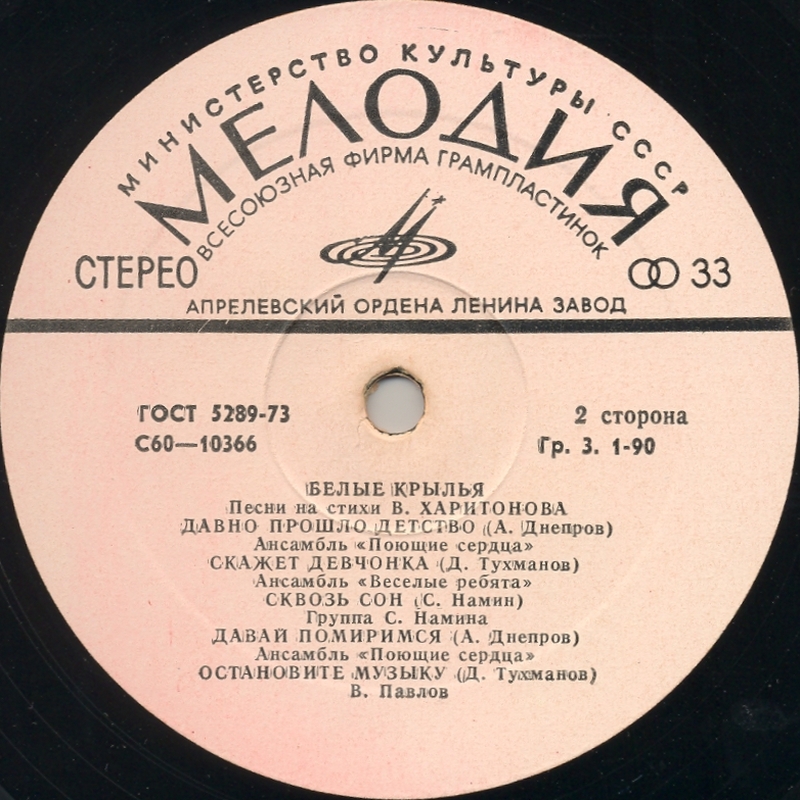 МИНИСТЕРСТВО КУЛЬТУРЫ СССР
МЕЛОДИЯ
ВСЕСОЮЗНАЯ ФИРМА ГРАМПЛАСТИНОК
СТЕРЕО
33
АПРЕЛЕВСКИЙ ОРДЕНА ЛЕНИНА ЗАВОД
ГОСТ 5289-73
2 сторона
С60—10366
Гр. 3. 1-90
БЕЛЫЕ КРЫЛЬЯ
Песни на стихи В. ХАРИТОНОВА
ДАВНО ПРОШЛО ДЕТСТВО (А. Днепров)
Ансамбль «Поющие сердца»
СКАЖЕТ ДЕВЧОНКА (Д. Тухманов)
Ансамбль «Веселые ребята»
СКВОЗЬ СОН (С. Намин)
Группа С. Намина
ДАВАЙ ПОМИРИМСЯ (А. Днепров)
Ансамбль «Поющие сердца»
ОСТАНОВИТЕ МУЗЫКУ (Д. Тухманов)
В. Павлов